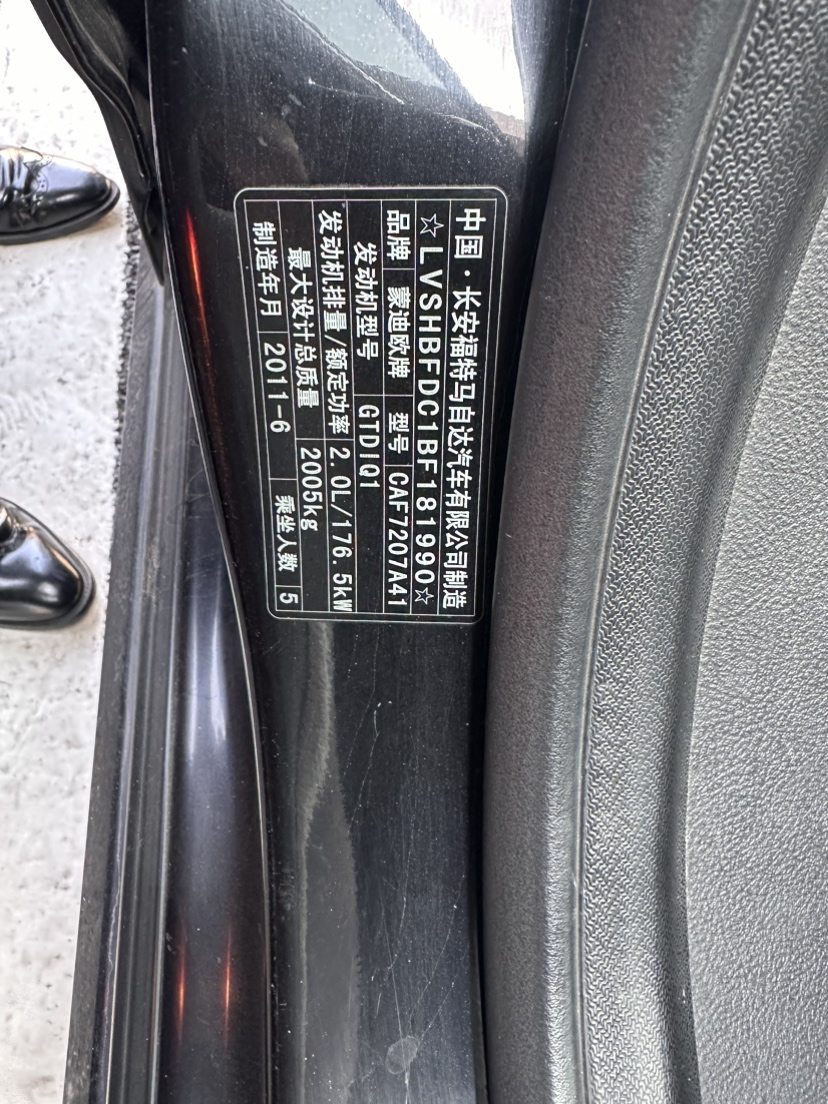 中国·长安福特马自达汽车有限公司制造
☆LVSHBFDC1BF181990☆
品牌 蒙迪欧牌 型号 CAF7207A41
发动机型号 GTDIQ1
发动机排量/额定功率 2.0L/176.5kW
最大设计总质量 2005kg
制造年月 2011-6 乘坐人数 5